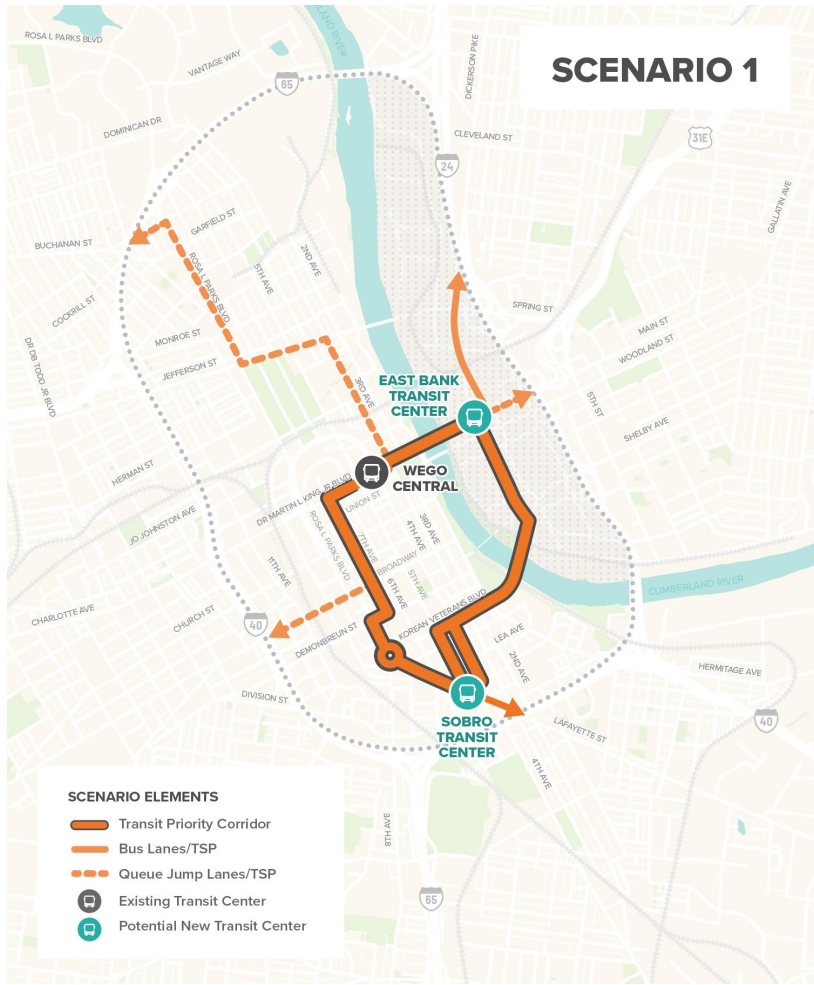 SCENARIO 1
ROSA L PARKS BLVD
VANTAGE WAY
DICKERSON PIKE
65
DOMINICAN DR
CLEVELAND ST
31E
24
GALLATIN AVE
GARFIELD ST
BUCHANAN ST
2ND AVE
5TH AVE
ROSA L PARKS BLVD
COCKRILL ST
SPRING ST
MAIN ST
MONROE ST
WOODLAND ST
JEFFERSON ST
DR DB TODD JR BLVD
3RD AVE
EAST BANK
TRANSIT
CENTER
5TH ST
SHELBY AVE
HERMAN ST
WEGO
CENTRAL
DR MARTIN L KING JR BLVD
UNION ST
JO JOHNSTON AVE
ROSA L PARKS BLVD
3RD AVE
4TH AVE
7TH AVE
BROADWAY
11TH AVE
6TH AVE
5TH AVE
CUMBERLAND RIVER
CHARLOTTE AVE
CHURCH ST
40
KOREAN VETERANS BLVD
DEMONBREUN ST
LEA AVE
2ND AVE
HERMITAGE AVE
DIVISION ST
40
SOBRO
TRANSIT
CENTER
LAFAYETTE ST
4TH AVE
8TH AVE
65
SCENARIO ELEMENTS
Transit Priority Corridor
Bus Lanes/TSP
Queue Jump Lanes/TSP
Existing Transit Center
Potential New Transit Center